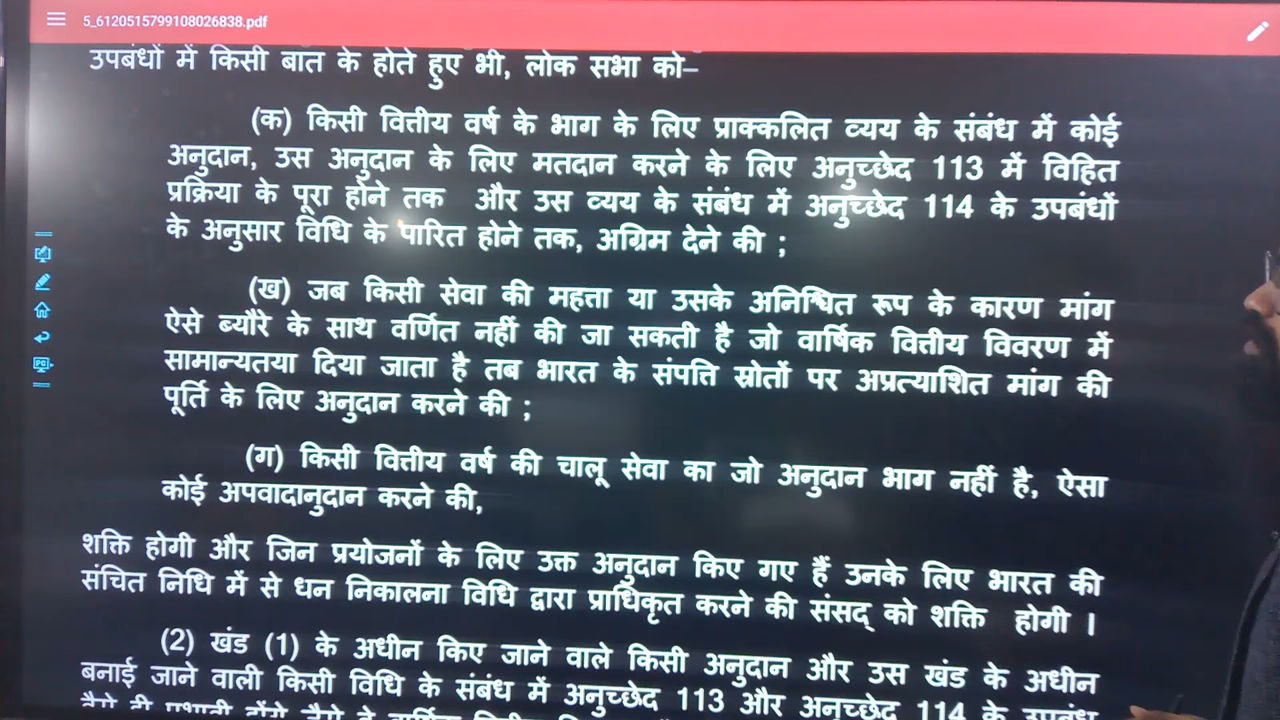 5_6120515799108026838.pdf
उपबंधों में किसी बात के होते हुए भी, लोक सभा को–
(क) किसी वित्तीय वर्ष के भाग के लिए प्राक्कलित व्यय के संबंध में कोई
अनुदान, उस अनुदान के लिए मतदान करने के लिए अनुच्छेद 113 में विहित
प्रक्रिया के पूरा होने तक और उस व्यय के संबंध में अनुच्छेद 114 के उपबंधों
के अनुसार विधि के पारित होने तक, अग्रिम देने की ;
(ख) जब किसी सेवा की महत्ता या उसके अनिश्चित रूप के कारण मांग
ऐसे ब्यौरे के साथ वर्णित नहीं की जा सकती है जो वार्षिक वित्तीय विवरण में
सामान्यतया दिया जाता है तब भारत के संपत्ति स्रोतों पर अप्रत्याशित मांग की
पूर्ति के लिए अनुदान करने की ;
(ग) किसी वित्तीय वर्ष की चालू सेवा का जो अनुदान भाग नहीं है, ऐसा
कोई अपवादानुदान करने की,
शक्ति होगी और जिन प्रयोजनों के लिए उक्त अनुदान किए गए हैं उनके लिए भारत की
संचित निधि में से धन निकालना विधि द्वारा प्राधिकृत करने की संसद् को शक्ति होगी ।
(2) खंड (1) के अधीन किए जाने वाले किसी अनुदान और उस खंड के अधीन
बनाई जाने वाली किसी विधि के संबंध में अनुच्छेद 113 और अनुच्छेद 114 के उपबंध